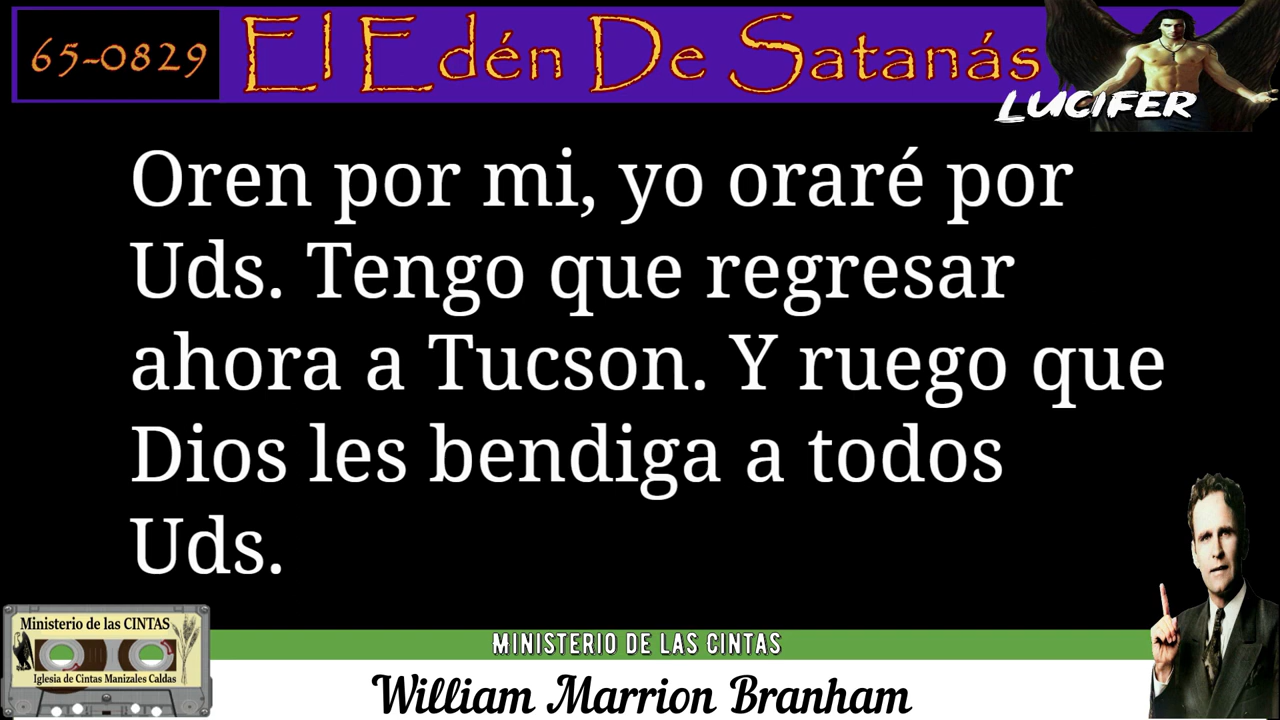 65-0829
El Edén De Satanás
LUCIFER
Oren por mi, yo oraré por
Uds. Tengo que regresar
ahora a Tucson. Y ruego que
Dios les bendiga a todos
Uds.
Ministerio de las CINTAS
Iglesia de Cintas Manizales Caldas
MINISTERIO DE LAS CINTAS
William Marrion Branham